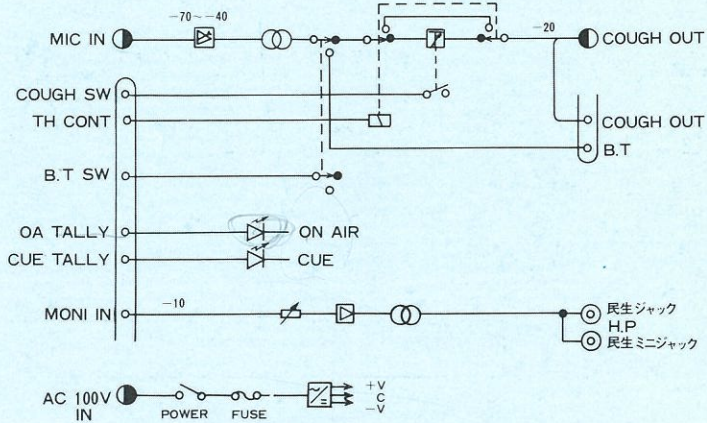 -70~-40
MIC IN
-20
COUGH OUT
COUGH SW
TH CONT
COUGH OUT
B.T
B.T SW
OA TALLY
ON AIR
CUE TALLY
CUE
MONI IN
-10
民生ジャック
H.P
民生ミニジャック
AC 100V
IN
POWER
FUSE
+V
C
-V